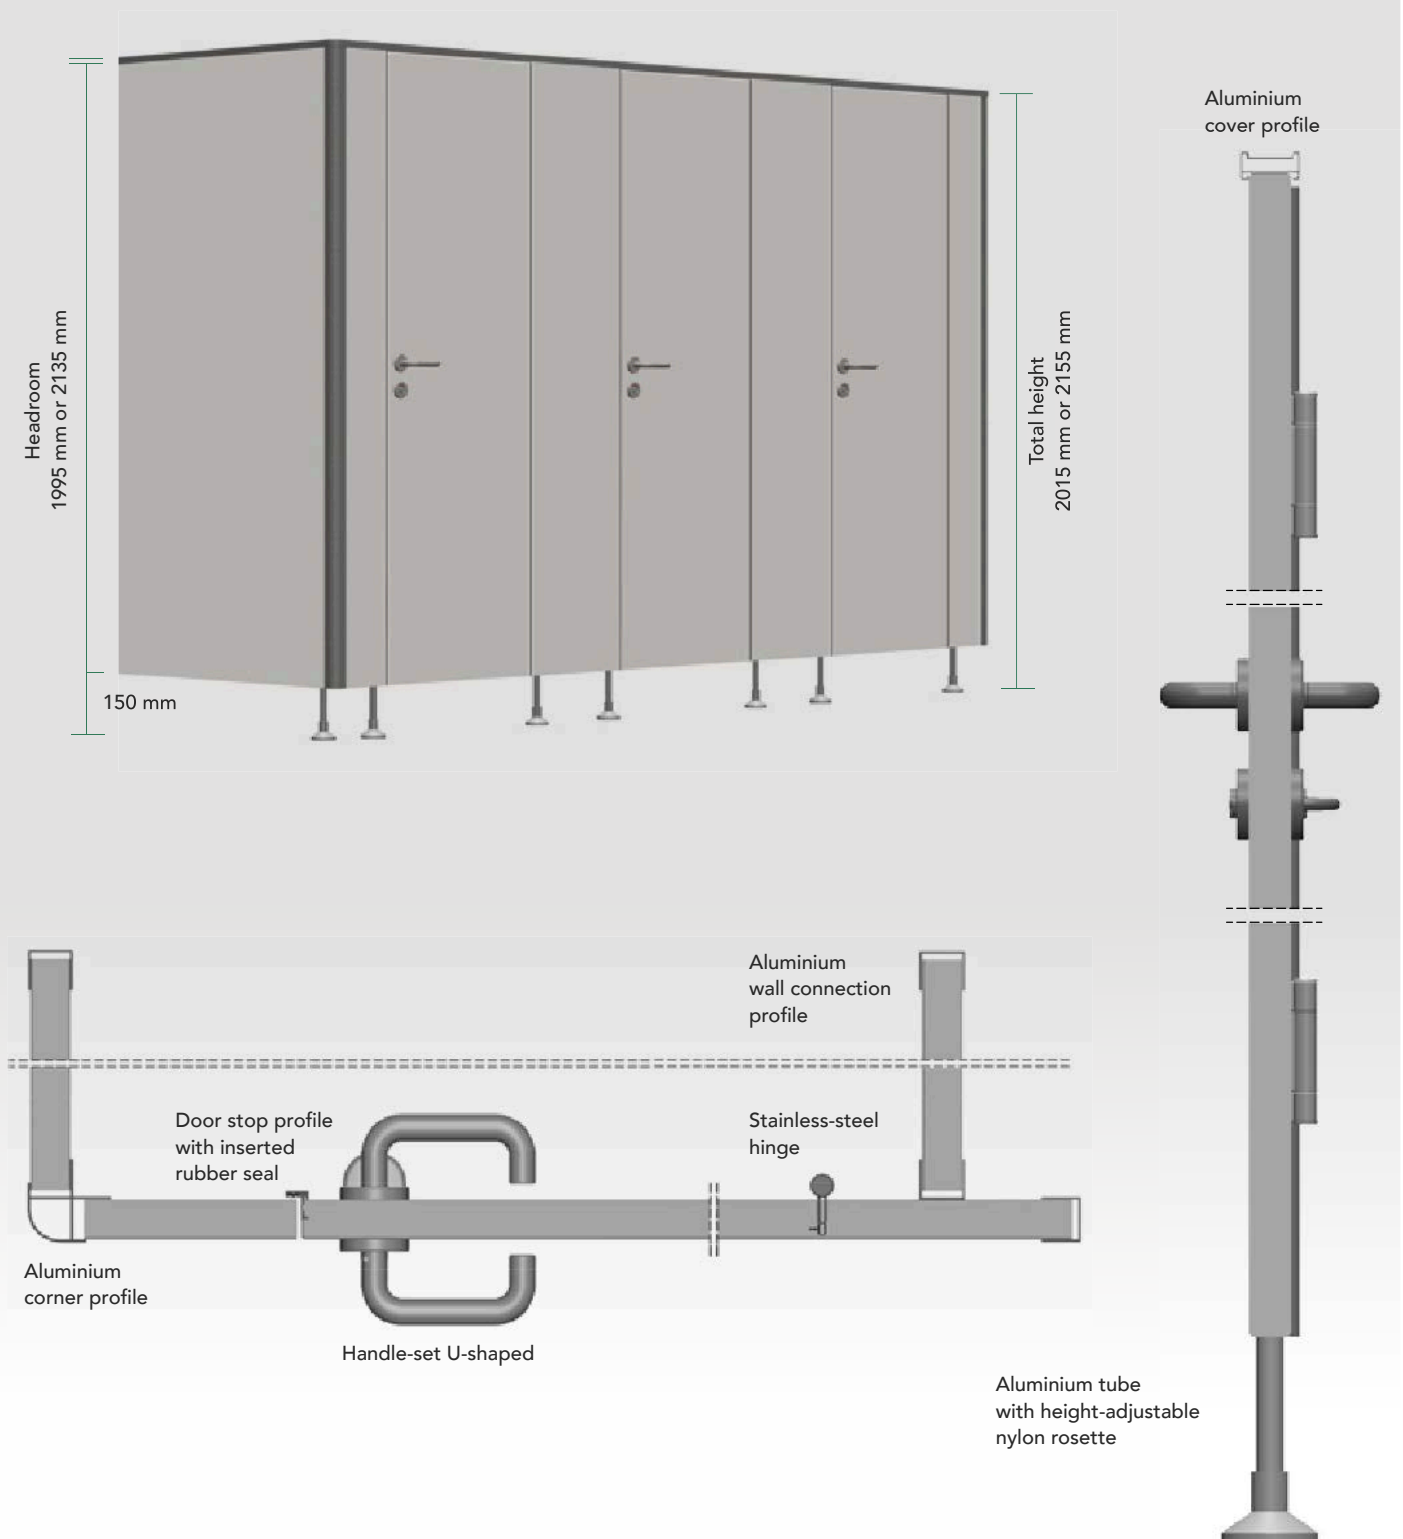 Aluminium
cover profile
Headroom
1995 mm or 2135 mm
Total height
2015 mm or 2155 mm
150 mm
Aluminium
wall connection
profile
Door stop profile
with inserted
rubber seal
Stainless-steel
hinge
Aluminium
corner profile
Handle-set U-shaped
Aluminium tube
with height-adjustable
nylon rosette